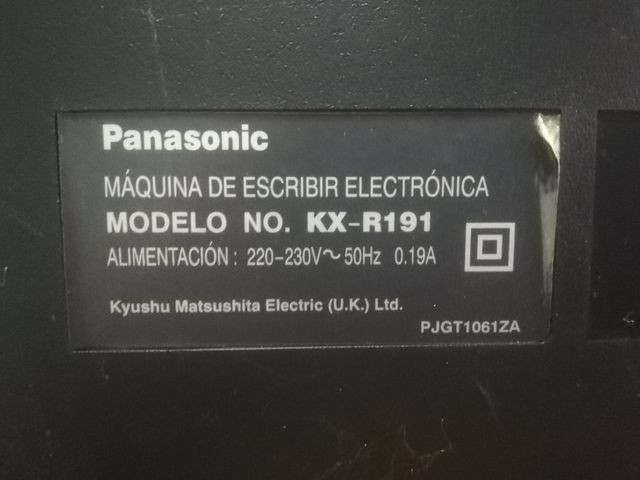 Panasonic
MÁQUINA DE ESCRIBIR ELECTRÓNICA
MODELO NO. KX-R191
ALIMENTACIÓN : 220-230V~50Hz 0.19A
Kyushu Matsushita Electric (U.K.) Ltd.
PJGT1061ZA